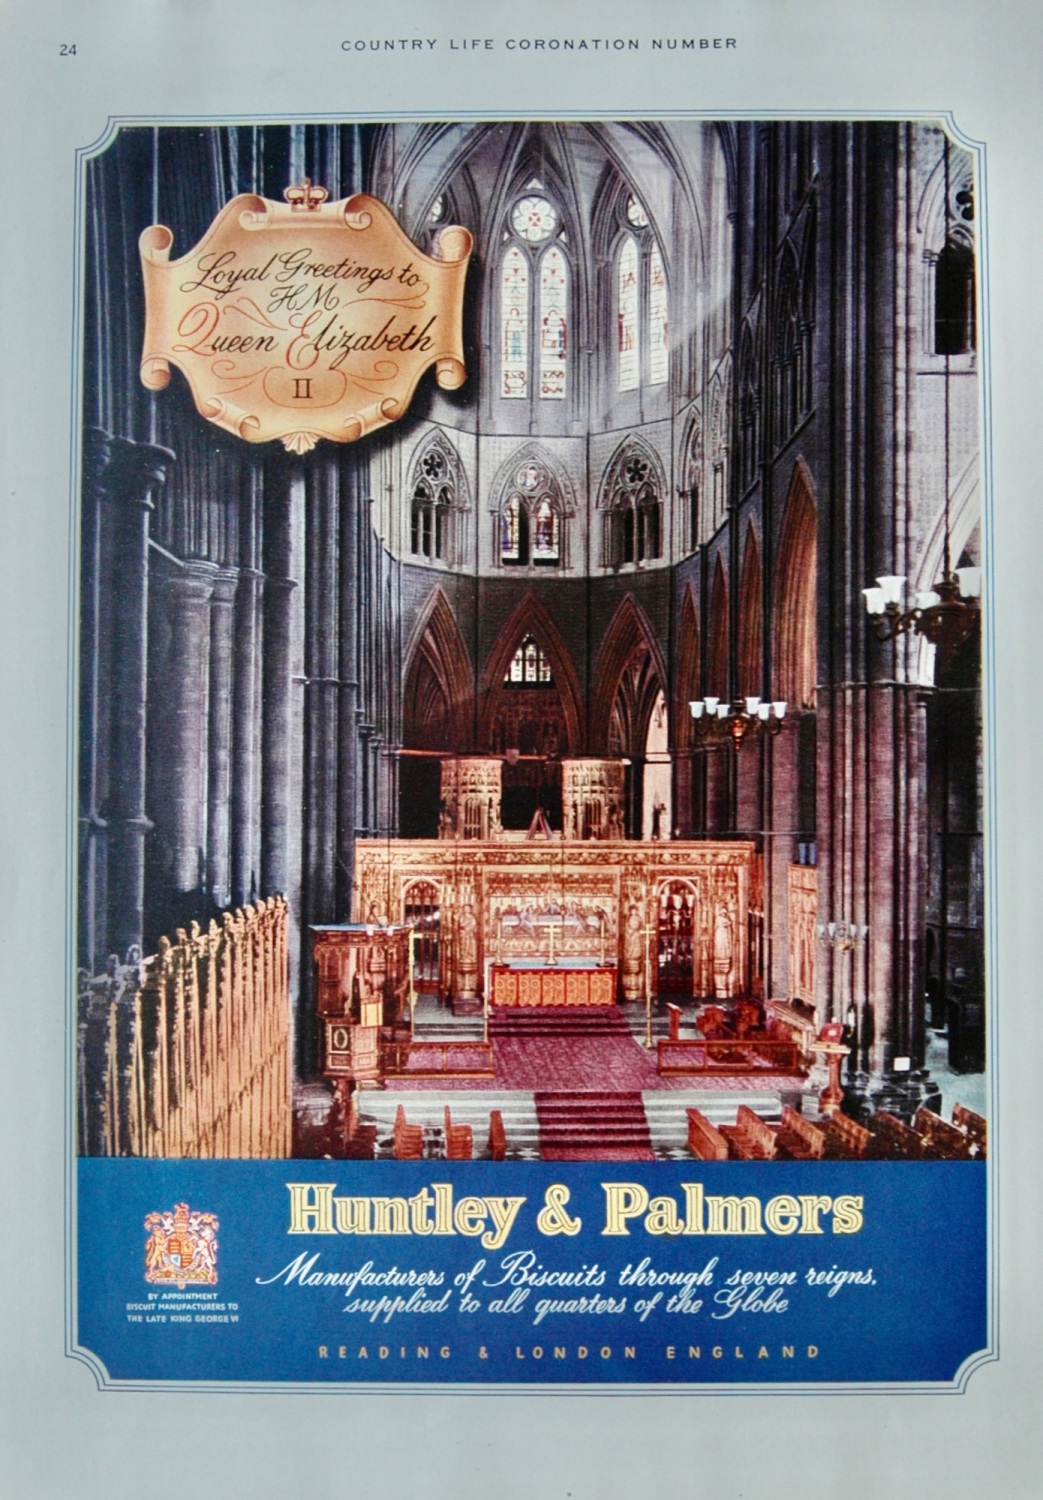 24
COUNTRY LIFE CORONATION NUMBER
Loyal Greetings to
HM
Queen Elizabeth
II
Huntley & Palmers
Manufacturers of Biscuits through seven reigns,
supplied to all quarters of the Globe
BY APPOINTMENT
BISCUIT MANUFACTURERS TO
THE LATE KING GEORGE VI
READING & LONDON ENGLAND